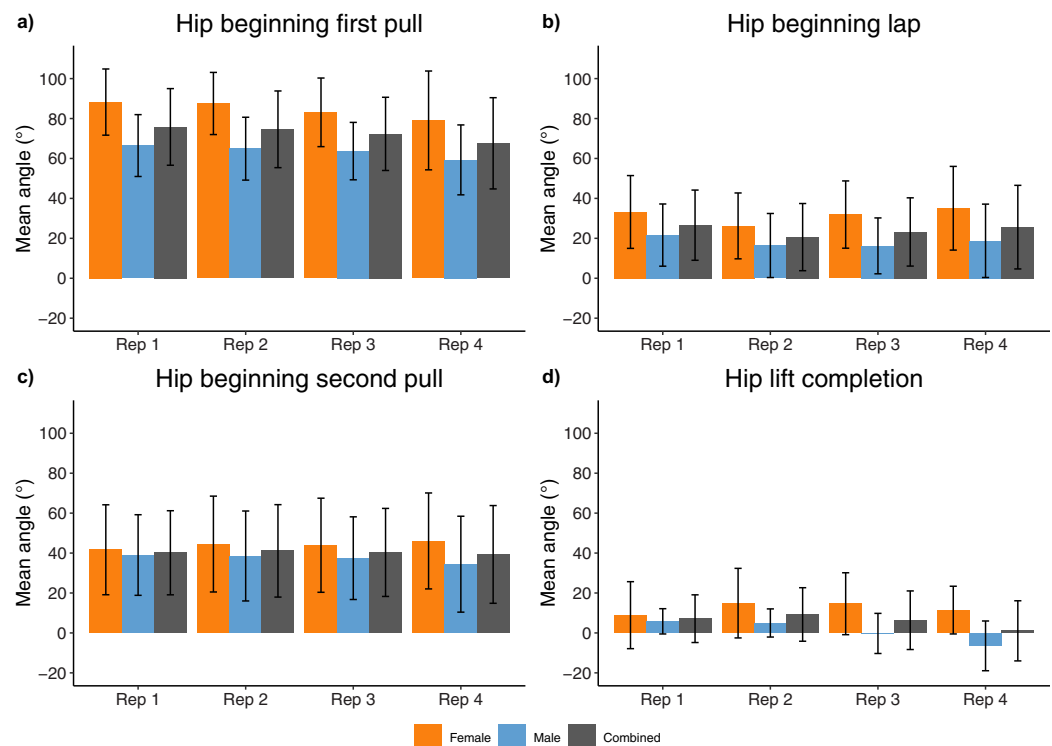 a) Hip beginning first pull
Mean angle (°)
100
80
60
40
20
0
−20
Rep 1 Rep 2 Rep 3 Rep 4
b) Hip beginning lap
Mean angle (°)
100
80
60
40
20
0
−20
Rep 1 Rep 2 Rep 3 Rep 4
c) Hip beginning second pull
Mean angle (°)
100
80
60
40
20
0
−20
Rep 1 Rep 2 Rep 3 Rep 4
d) Hip lift completion
Mean angle (°)
100
80
60
40
20
0
−20
Rep 1 Rep 2 Rep 3 Rep 4
Female Male Combined